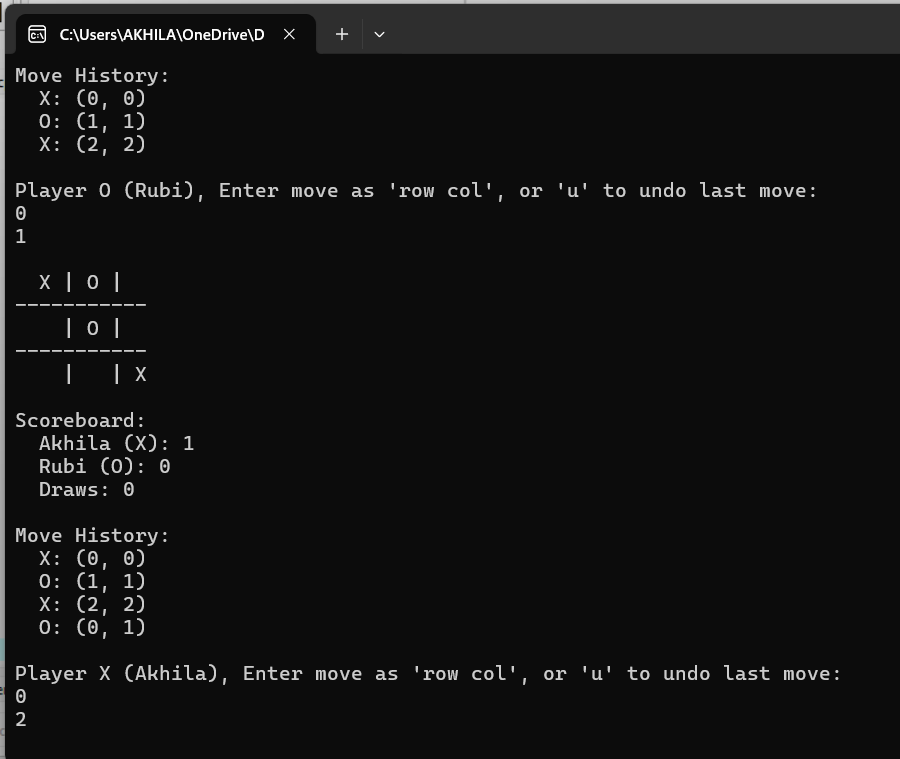 C:\Users\AKHILA\OneDrive\D
Move History:
  X: (0, 0)
  O: (1, 1)
  X: (2, 2)

Player O (Rubi), Enter move as 'row col', or 'u' to undo last move:
0
1

  X | O |
-----------
    | O |
-----------
    |   | X

Scoreboard:
  Akhila (X): 1
  Rubi (O): 0
  Draws: 0

Move History:
  X: (0, 0)
  O: (1, 1)
  X: (2, 2)
  O: (0, 1)

Player X (Akhila), Enter move as 'row col', or 'u' to undo last move:
0
2